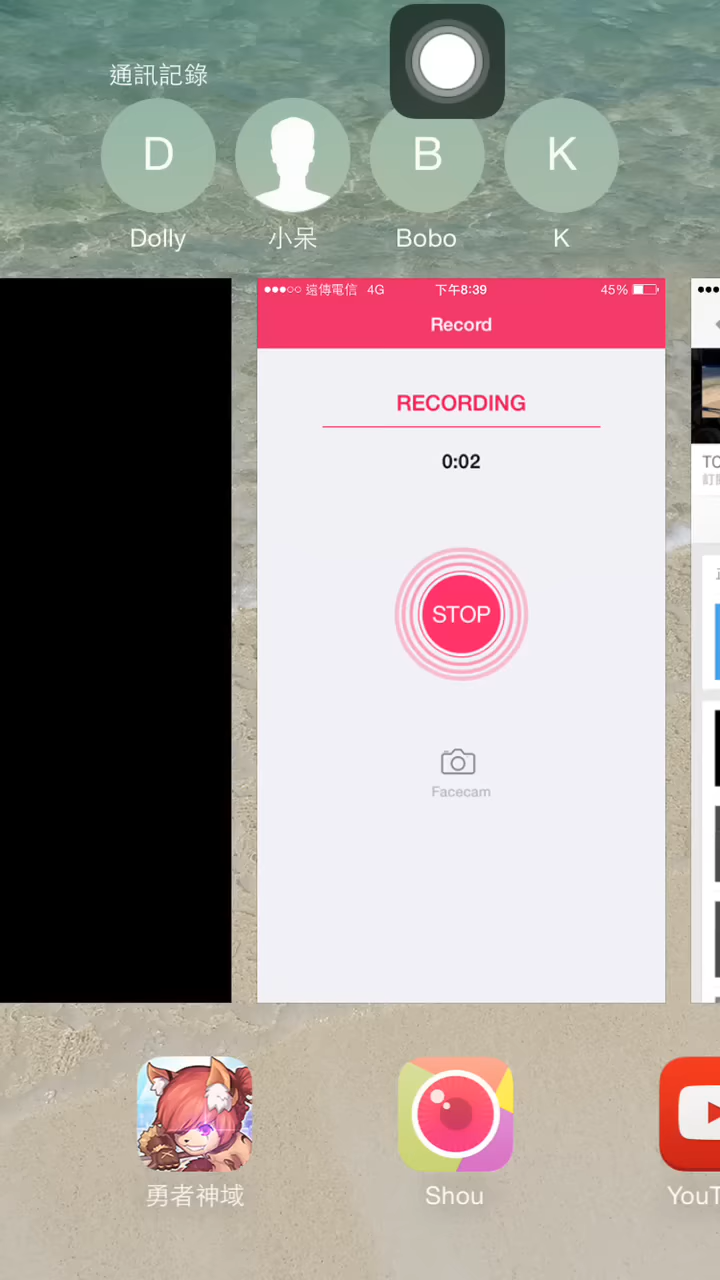 通訊記錄
D
B
K
Dolly
小呆
Bobo
K
遠傳電信 4G 下午8:39 45%
Record
RECORDING
0:02
TO
STOP
Facecam
勇者神域
Shou
YouT